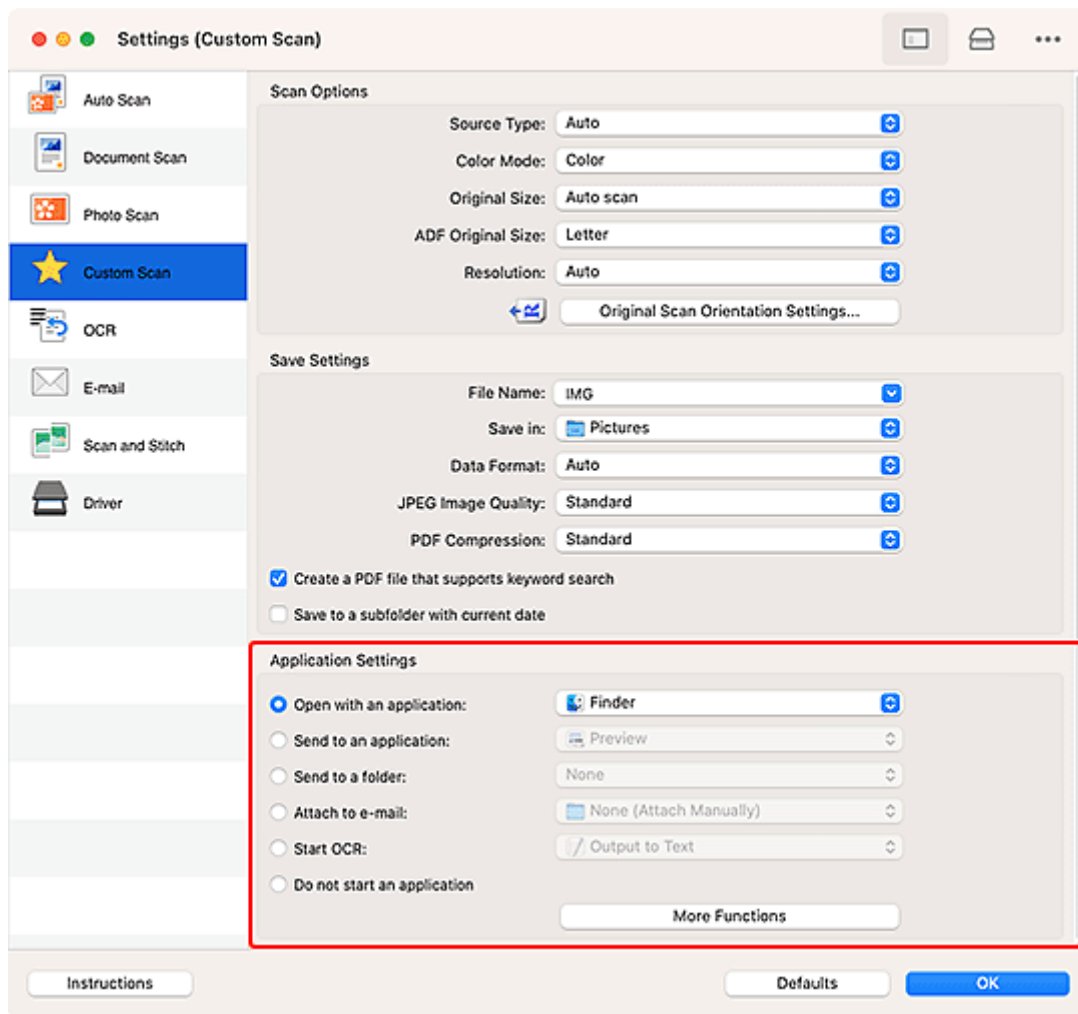 Settings (Custom Scan)
Auto Scan
Document Scan
Photo Scan
Custom Scan
OCR
E-mail
Scan and Stitch
Driver
Scan Options
Source Type: Auto
Color Mode: Color
Original Size: Auto scan
ADF Original Size: Letter
Resolution: Auto
Original Scan Orientation Settings...
Save Settings
File Name: IMG
Save in: Pictures
Data Format: Auto
JPEG Image Quality: Standard
PDF Compression: Standard
Create a PDF file that supports keyword search
Save to a subfolder with current date
Application Settings
Open with an application: Finder
Send to an application: Preview
Send to a folder: None
Attach to e-mail: None (Attach Manually)
Start OCR: Output to Text
Do not start an application
More Functions
Instructions
Defaults
OK